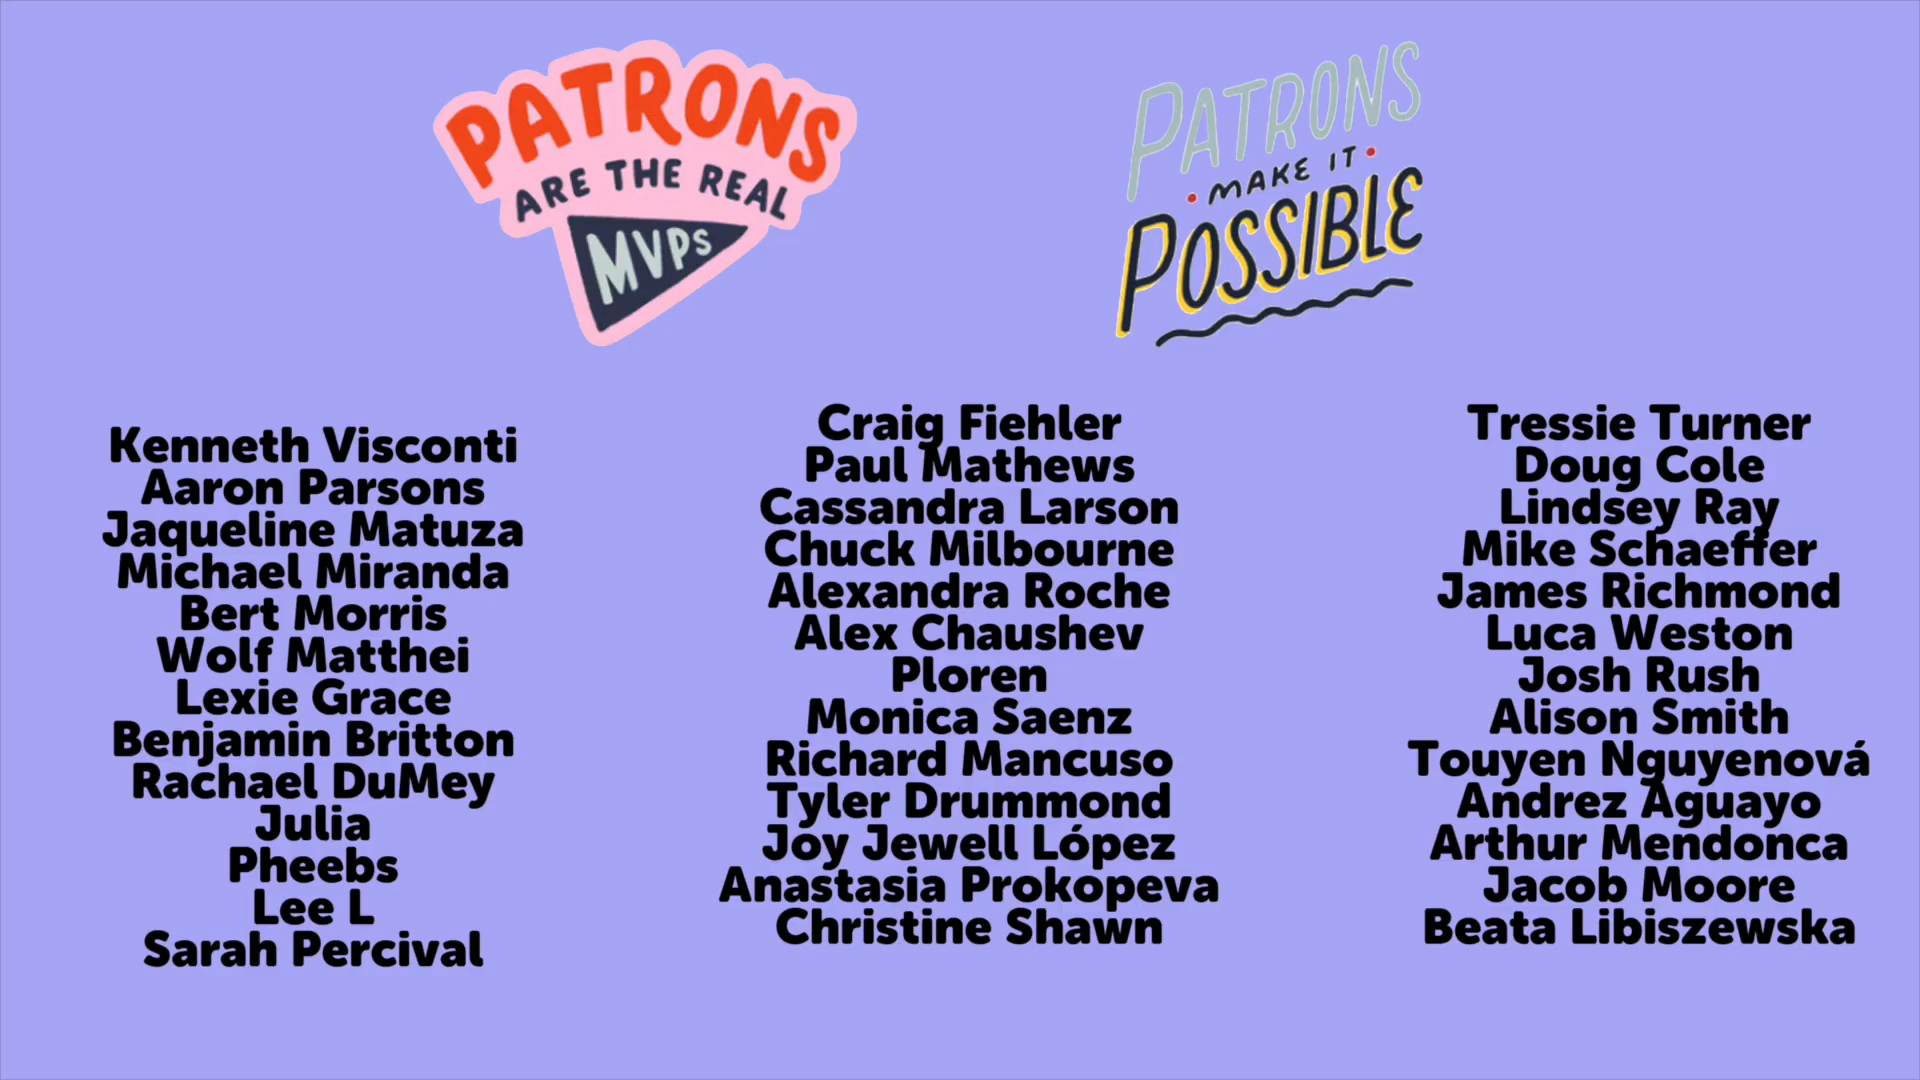 PATRONS
ARE THE REAL
MVPs
PATRONS
MAKE IT
POSSIBLE
Kenneth Visconti
Aaron Parsons
Jaqueline Matuza
Michael Miranda
Bert Morris
Wolf Matthei
Lexie Grace
Benjamin Britton
Rachael DuMey
Julia
Pheebs
Lee L
Sarah Percival
Craig Fiehler
Paul Mathews
Cassandra Larson
Chuck Milbourne
Alexandra Roche
Alex Chaushev
Ploren
Monica Saenz
Richard Mancuso
Tyler Drummond
Joy Jewell López
Anastasia Prokopeva
Christine Shawn
Tressie Turner
Doug Cole
Lindsey Ray
Mike Schaeffer
James Richmond
Luca Weston
Josh Rush
Alison Smith
Touyen Nguyenová
Andrez Aguayo
Arthur Mendonca
Jacob Moore
Beata Libiszewska